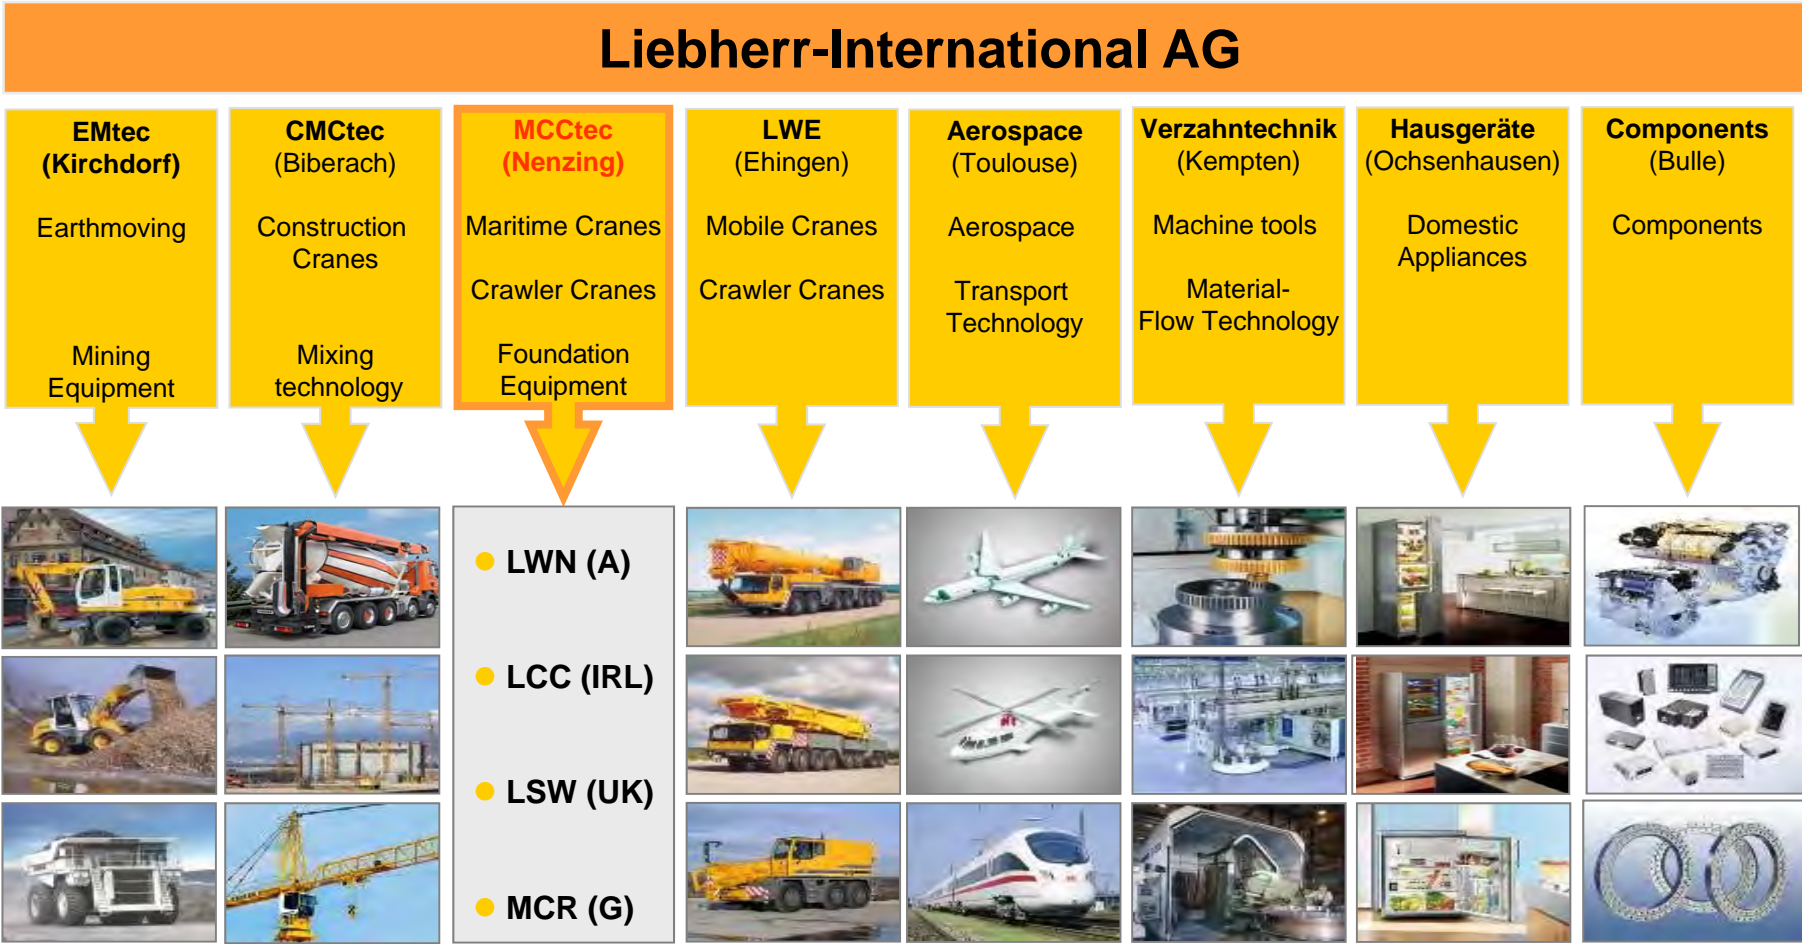 Liebherr-International AG
EMtec
(Kirchdorf)
Earthmoving
Mining
Equipment
CMCtec
(Biberach)
Construction
Cranes
Mixing
technology
MCCtec
(Nenzing)
Maritime Cranes
Crawler Cranes
Foundation
Equipment
LWE
(Ehingen)
Mobile Cranes
Crawler Cranes
Aerospace
(Toulouse)
Aerospace
Transport
Technology
Verzahntechnik
(Kempten)
Machine tools
Material-
Flow Technology
Hausgeräte
(Ochsenhausen)
Domestic
Appliances
Components
(Bulle)
Components
LWN (A)
LCC (IRL)
LSW (UK)
MCR (G)